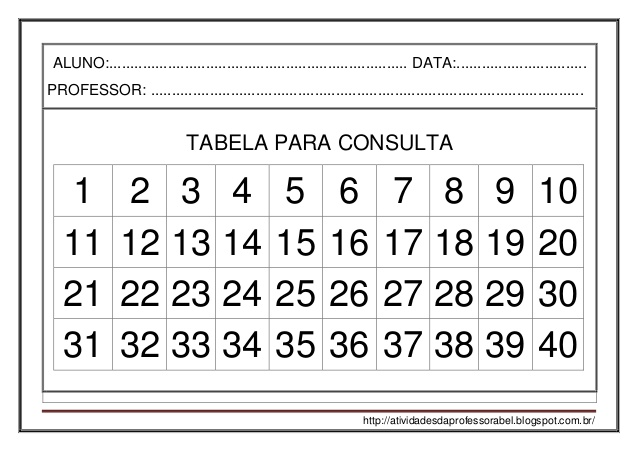 ALUNO:....................................................................... DATA:...............................
PROFESSOR: ........................................................................................................
TABELA PARA CONSULTA
1 2 3 4 5 6 7 8 9 10
11 12 13 14 15 16 17 18 19 20
21 22 23 24 25 26 27 28 29 30
31 32 33 34 35 36 37 38 39 40
http://atividadesdaprofessorabel.blogspot.com.br/